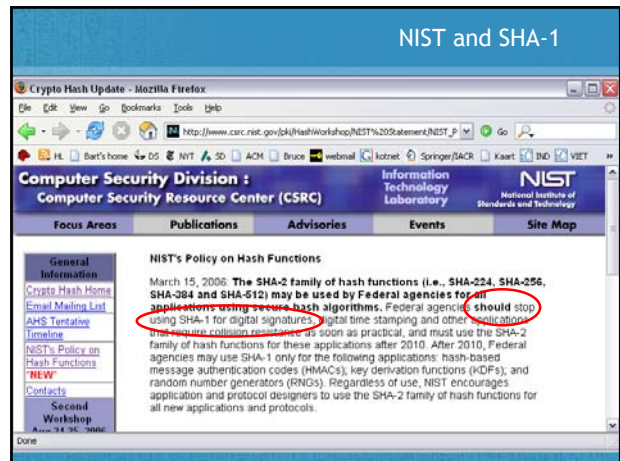 NIST and SHA-1
Crypto Hash Update - Mozilla Firefox
File Edit View Go Bookmarks Tools Help
http://www.csrc.nist.gov/pki/HashWorkshop/NIST%20Statement/NIST_P Go
HL Bart's home DS NYT SD ACM Bruce webmail kotnet Springer/IACR Kaart IND VIET »
Computer Security Division :
Computer Security Resource Center (CSRC)
Information
Technology
Laboratory
NIST
National Institute of
Standards and Technology
Focus Areas Publications Advisories Events Site Map
General
Information
Crypto Hash Home
Email Mailing List
AHS Tentative
Timeline
NIST's Policy on
Hash Functions
"NEW"
Contacts
Second
Workshop
Aug 24-25, 2006
NIST's Policy on Hash Functions
March 15, 2006: The SHA-2 family of hash functions (i.e., SHA-224, SHA-256,
SHA-384 and SHA-512) may be used by Federal agencies for all
applications using secure hash algorithms. Federal agencies should stop
using SHA-1 for digital signatures, digital time stamping and other applications
that require collision resistance as soon as practical, and must use the SHA-2
family of hash functions for these applications after 2010. After 2010, Federal
agencies may use SHA-1 only for the following applications: hash-based
message authentication codes (HMACs); key derivation functions (KDFs); and
random number generators (RNGs). Regardless of use, NIST encourages
application and protocol designers to use the SHA-2 family of hash functions for
all new applications and protocols.
Done